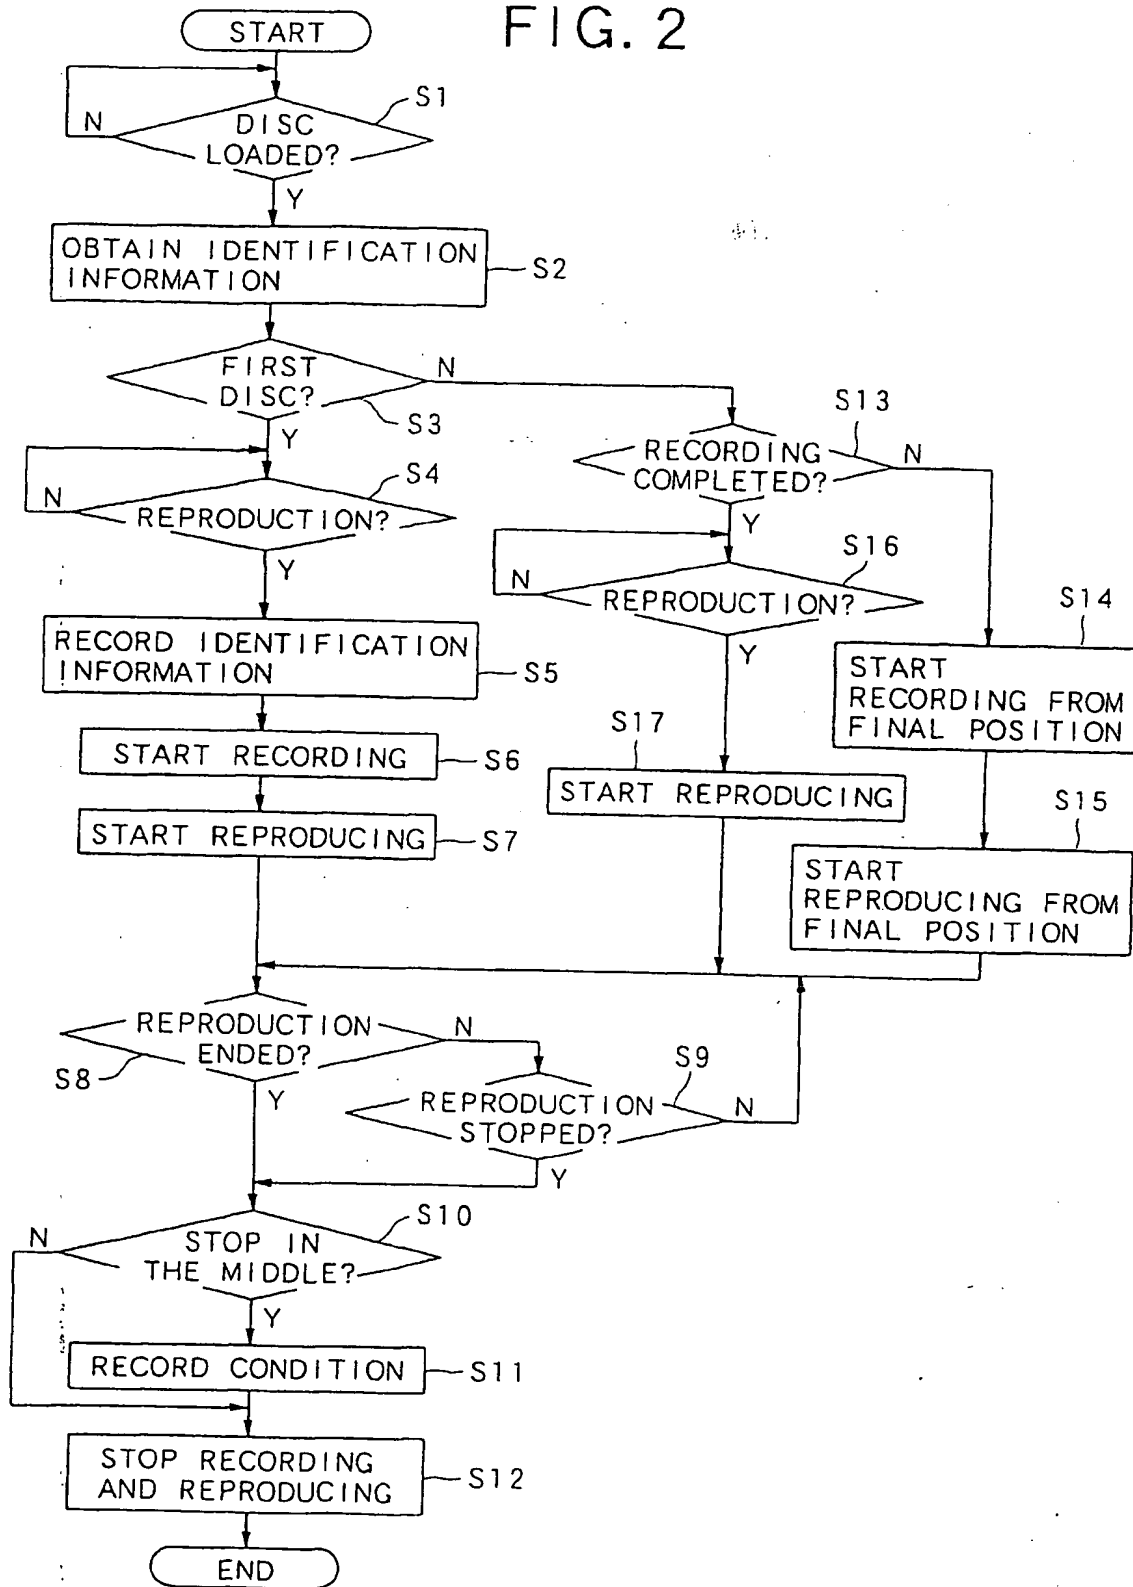 FIG. 2
START
S1
N
DISC
LOADED?
Y
OBTAIN IDENTIFICATION
INFORMATION
S2
FIRST
DISC?
N
S3
Y
S4
N
REPRODUCTION?
Y
RECORD IDENTIFICATION
INFORMATION
S5
START RECORDING
S6
START REPRODUCING
S7
S13
RECORDING
COMPLETED?
N
Y
S16
N
REPRODUCTION?
Y
S14
START
RECORDING FROM
FINAL POSITION
S17
START REPRODUCING
S15
START
REPRODUCING FROM
FINAL POSITION
REPRODUCTION
ENDED?
N
S8
Y
S9
REPRODUCTION
STOPPED?
N
Y
S10
N
STOP IN
THE MIDDLE?
Y
RECORD CONDITION
S11
STOP RECORDING
AND REPRODUCING
S12
END